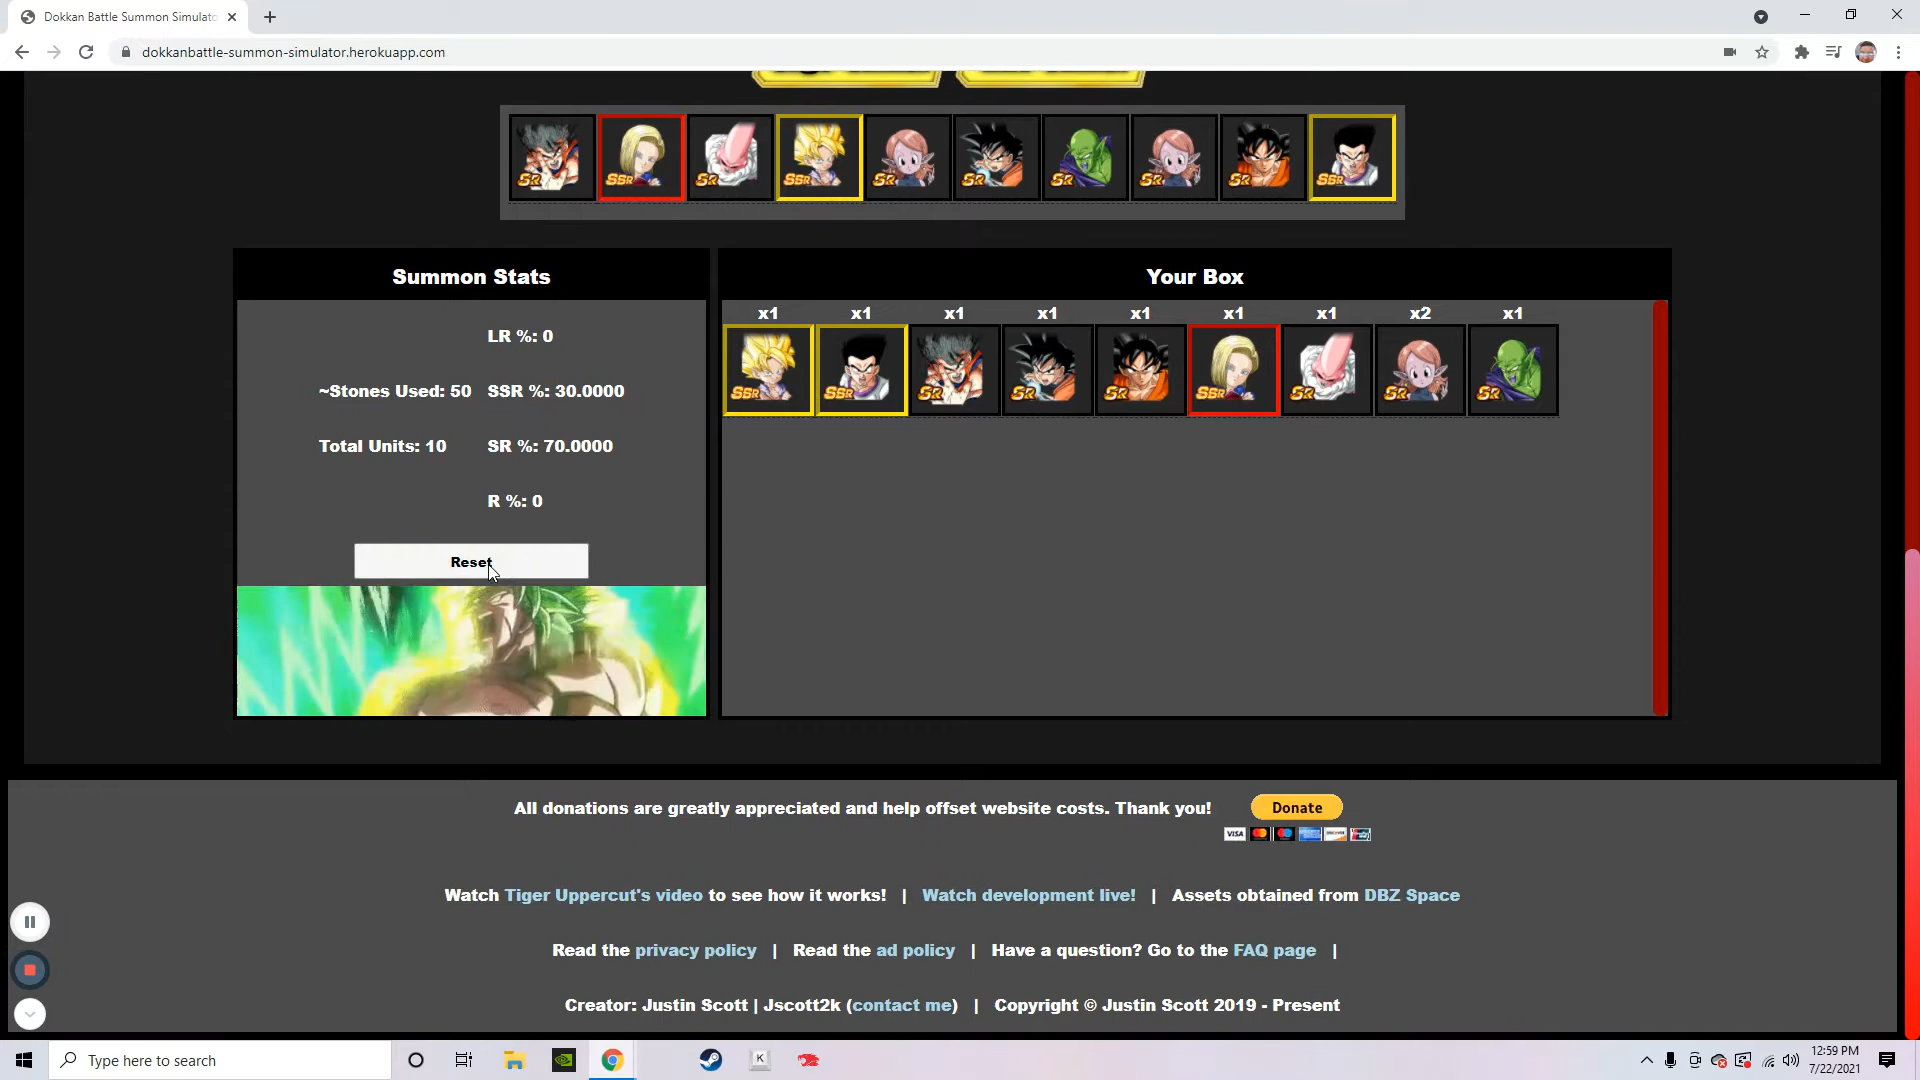 Dokkan Battle Summon Simulato
dokkanbattle-summon-simulator.herokuapp.com
SR SSR SR SSR SR SR SR SR SR SSR
Summon Stats
LR %: 0
~Stones Used: 50 SSR %: 30.0000
Total Units: 10 SR %: 70.0000
R %: 0
Reset
Your Box
x1 x1 x1 x1 x1 x1 x1 x2 x1
SSR SSR SR SR SR SSR SR SR SR
All donations are greatly appreciated and help offset website costs. Thank you! Donate
VISA
Watch Tiger Uppercut's video to see how it works! | Watch development live! | Assets obtained from DBZ Space
Read the privacy policy | Read the ad policy | Have a question? Go to the FAQ page |
Creator: Justin Scott | Jscott2k (contact me) | Copyright © Justin Scott 2019 - Present
Type here to search
K
12:59 PM
7/22/2021